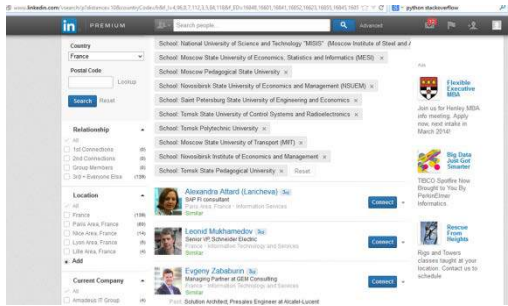 www.linkedin.com/
python stackoverflow
in PREMIUM
Search people...
Advanced
Country
France
Postal Code
Lookup
Search Reset
Relationship
All
1st Connections (0)
2nd Connections (0)
Group Members (0)
3rd + Everyone Else
Location
All
France
Paris Area, France
Nice Area, France
Lyon Area, France
Lille Area, France
Add
Current Company
All
Amadeus IT Group
School: National University of Science and Technology "MISIS" (Moscow Institute of Steel and
School: Moscow State University of Economics, Statistics and Informatics (MESI) ×
School: Moscow Pedagogical State University ×
School: Novosibirsk State University of Economics and Management (NSUEM) ×
School: Saint Petersburg State University of Engineering and Economics ×
School: Tomsk State University of Control Systems and Radioelectronics ×
School: Tomsk Polytechnic University ×
School: Moscow State University of Transport (MIIT) ×
School: Novosibirsk Institute of Economics and Management ×
School: Tomsk State Pedagogical University × Reset
Alexandra Attard (Lancheva) 3rd
SAP FI consultant
Paris Area, France · Information Services
Similar
Connect
Leonid Mukhamedov 3rd
Senior VP, Schneider Electric
France · Information Technology and Services
Similar
Connect
Evgeny Zababurin 3rd
Managing Partner at GEM Consulting
France · Information Technology and Services
Similar
Connect
Past: Solution Architect, Presales Engineer at Alcatel-Lucent
Flexible
Executive
MBA
Join us for Henley MBA
info meeting. Apply
now, next intake in
March 2014!
Big Data
Just Got
Smarter
TIBCO Spotfire Now
Brought to You By
PerkinElmer
Informatics.
Rescue
From
Heights
Rigs and Towers
classes taught at your
location. Contact us to
schedule